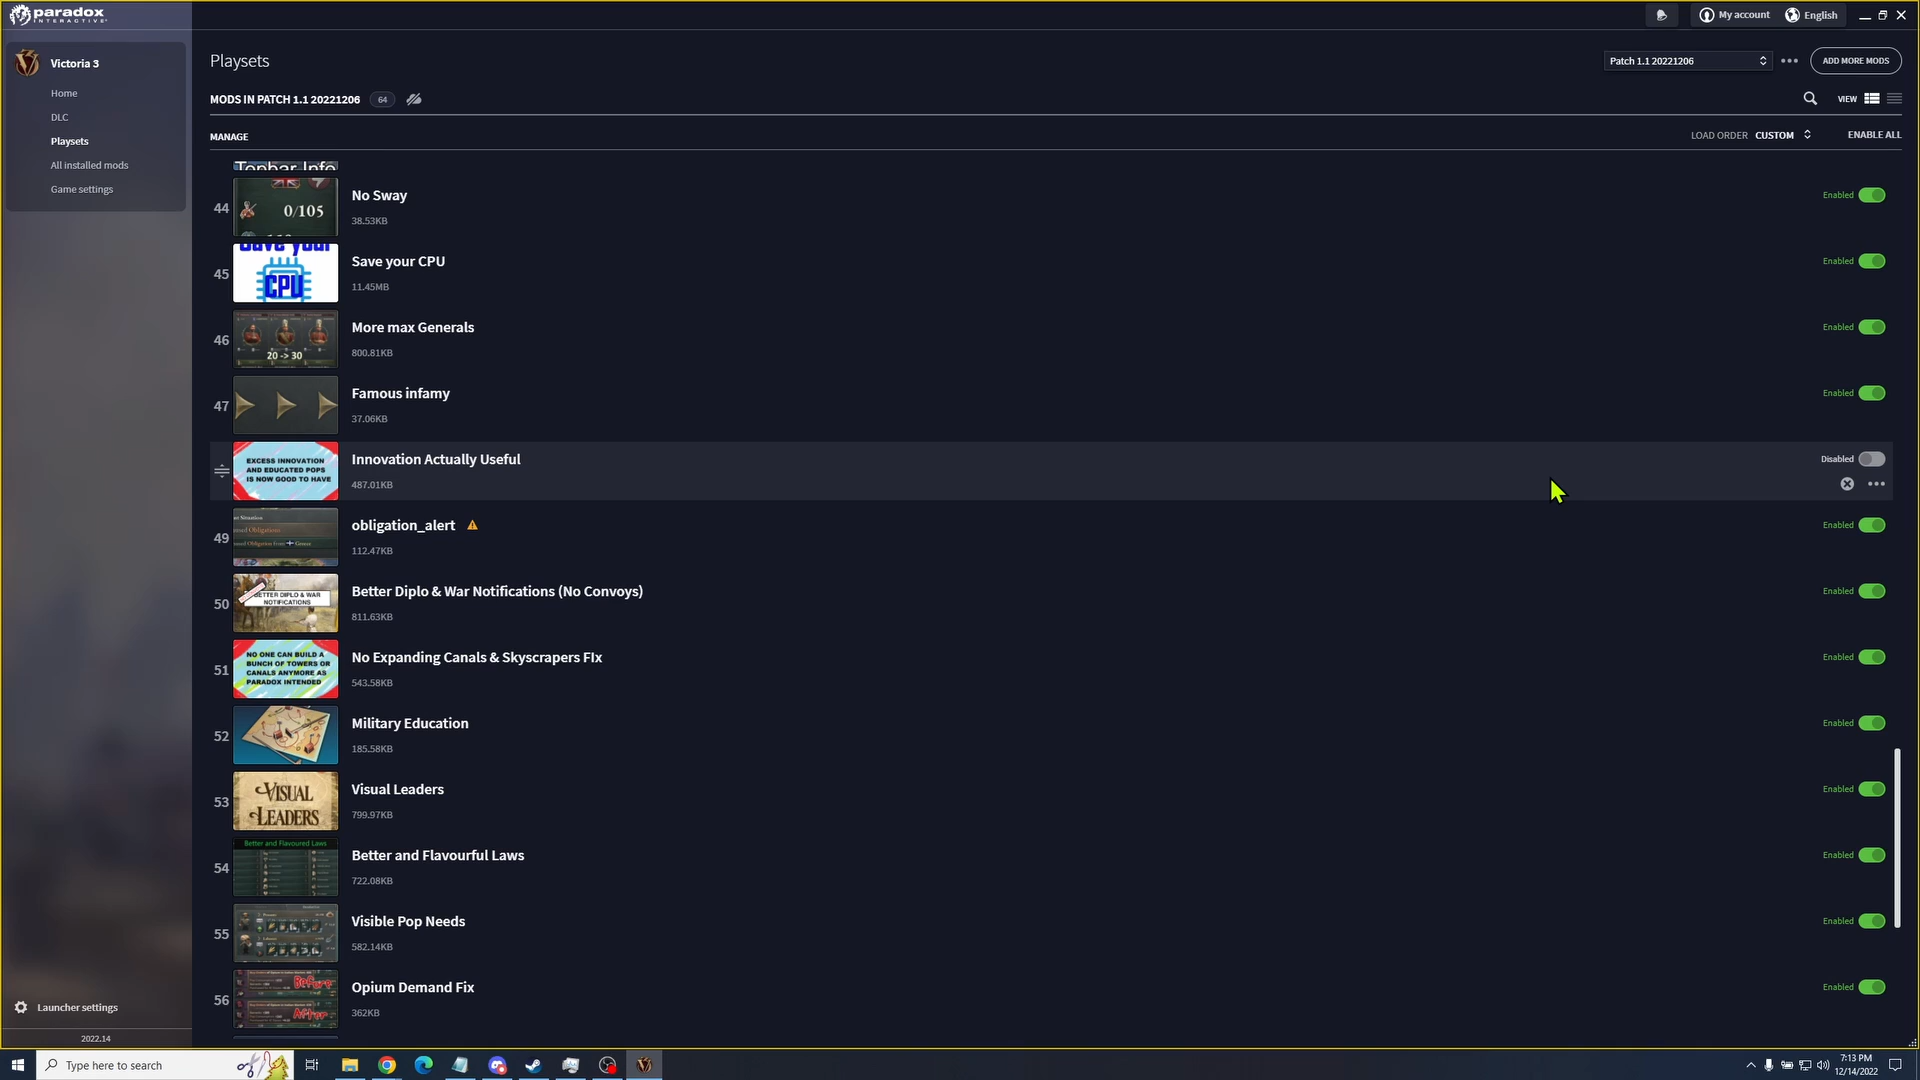 paradox
INTERACTIVE
My account
English
Victoria 3
Home
DLC
Playsets
All installed mods
Game settings
Launcher settings
2022.14
Playsets
Patch 1.1 20221206
ADD MORE MODS
MODS IN PATCH 1.1 20221206
64
VIEW
MANAGE
LOAD ORDER CUSTOM
ENABLE ALL
Topbar Info
44
0/105
No Sway
38.53KB
Enabled
45
Save your
CPU
Save your CPU
11.45MB
Enabled
46
20 -> 30
More max Generals
800.81KB
Enabled
47
Famous infamy
37.06KB
Enabled
EXCESS INNOVATION
AND EDUCATED POPS
IS NOW GOOD TO HAVE
Innovation Actually Useful
487.01KB
Disabled
49
obligation_alert
112.47KB
Enabled
50
BETTER DIPLO & WAR
NOTIFICATIONS
Better Diplo & War Notifications (No Convoys)
811.63KB
Enabled
51
NO ONE CAN BUILD A
BUNCH OF TOWERS OR
CANALS ANYMORE AS
PARADOX INTENDED
No Expanding Canals & Skyscrapers FIx
543.58KB
Enabled
52
Military Education
185.58KB
Enabled
53
VISUAL
LEADERS
Visual Leaders
799.97KB
Enabled
54
Better and Flavoured Laws
Better and Flavourful Laws
722.08KB
Enabled
55
Visible Pop Needs
582.14KB
Enabled
56
Before
After
Opium Demand Fix
362KB
Enabled
Type here to search
7:13 PM
12/14/2022